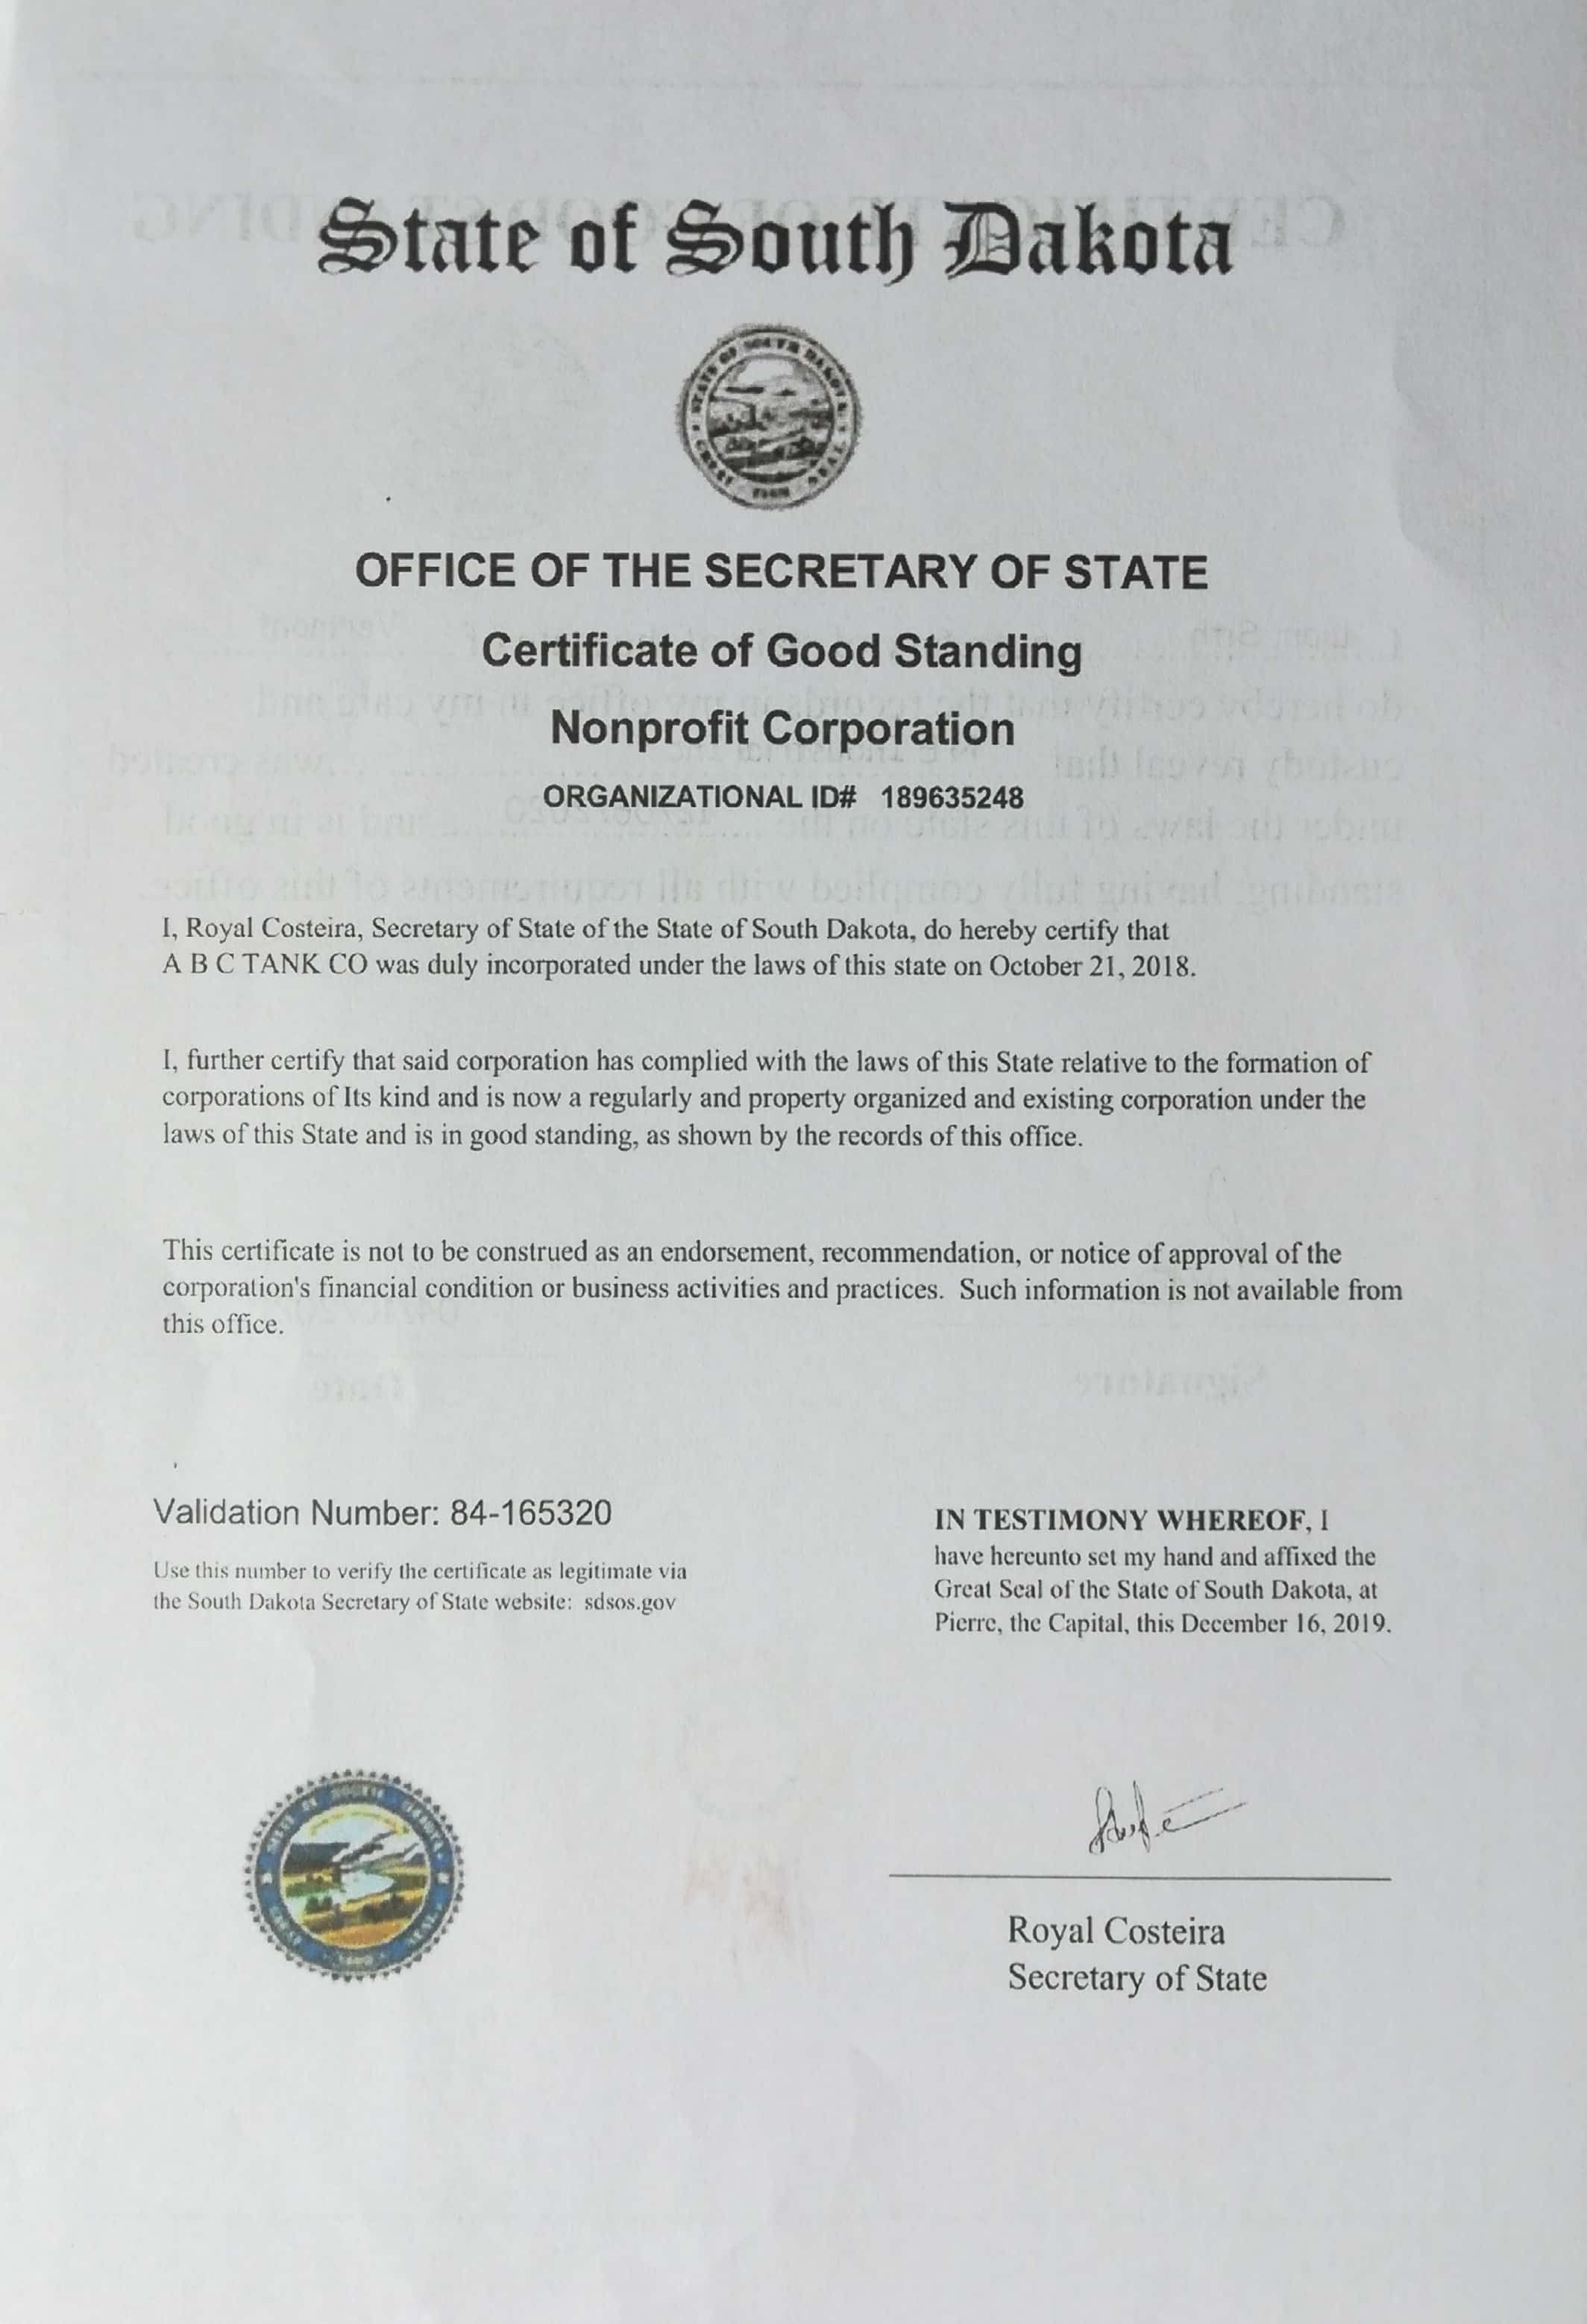 State of South Dakota
STATE OF SOUTH DAKOTA
GREAT SEAL
OFFICE OF THE SECRETARY OF STATE
Certificate of Good Standing
Nonprofit Corporation
ORGANIZATIONAL ID# 189635248
I, Royal Costeira, Secretary of State of the State of South Dakota, do hereby certify that
A B C TANK CO was duly incorporated under the laws of this state on October 21, 2018.
I, further certify that said corporation has complied with the laws of this State relative to the formation of
corporations of Its kind and is now a regularly and property organized and existing corporation under the
laws of this State and is in good standing, as shown by the records of this office.
This certificate is not to be construed as an endorsement, recommendation, or notice of approval of the
corporation's financial condition or business activities and practices. Such information is not available from
this office.
Validation Number: 84-165320
Use this number to verify the certificate as legitimate via
the South Dakota Secretary of State website: sdsos.gov
IN TESTIMONY WHEREOF, I
have hereunto set my hand and affixed the
Great Seal of the State of South Dakota, at
Pierre, the Capital, this December 16, 2019.
Royal Costeira
Secretary of State